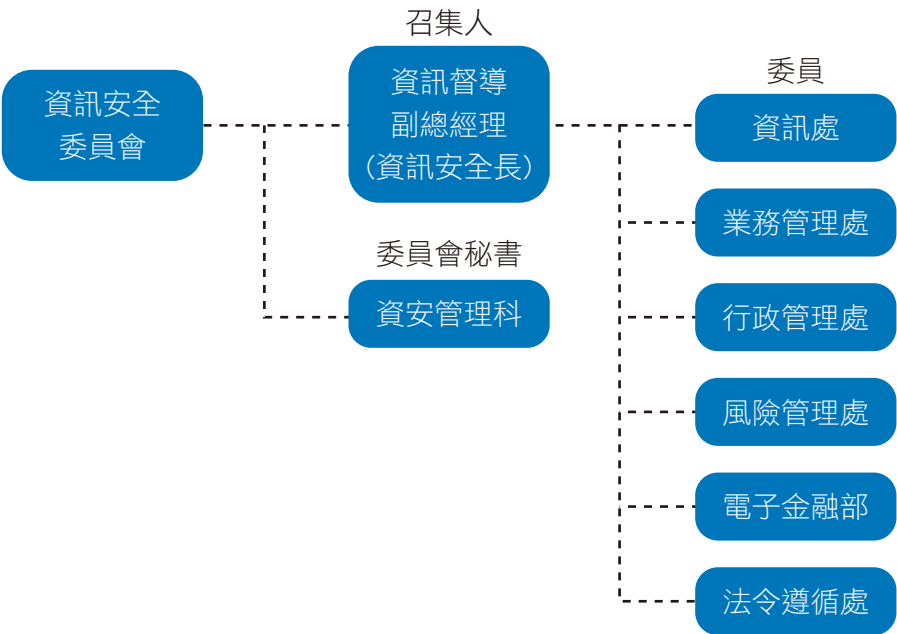 資訊安全
委員會
召集人
資訊督導
副總經理
(資訊安全長)
委員會秘書
資安管理科
委員
資訊處
業務管理處
行政管理處
風險管理處
電子金融部
法令遵循處